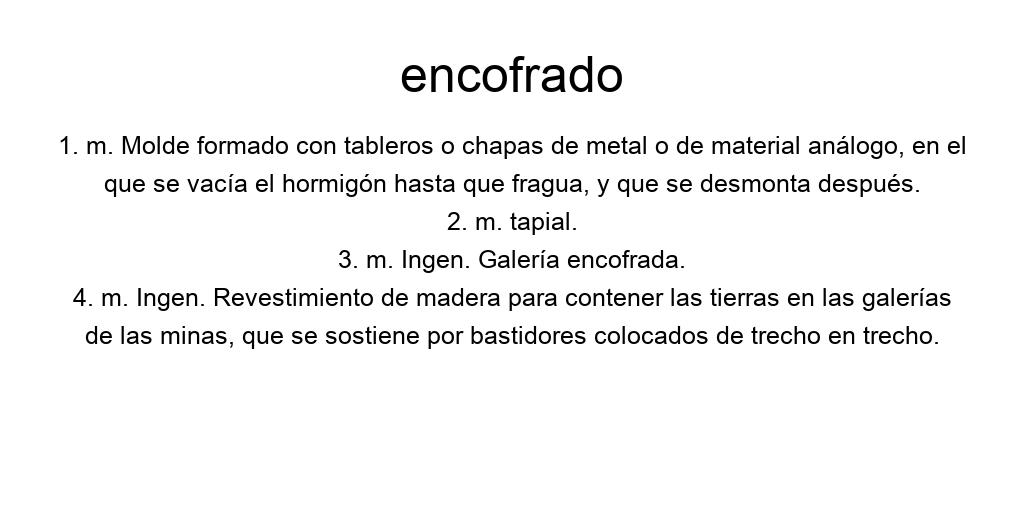 encofrado
1. m. Molde formado con tableros o chapas de metal o de material análogo, en el
que se vacía el hormigón hasta que fragua, y que se desmonta después.
2. m. tapial.
3. m. Ingen. Galería encofrada.
4. m. Ingen. Revestimiento de madera para contener las tierras en las galerías
de las minas, que se sostiene por bastidores colocados de trecho en trecho.